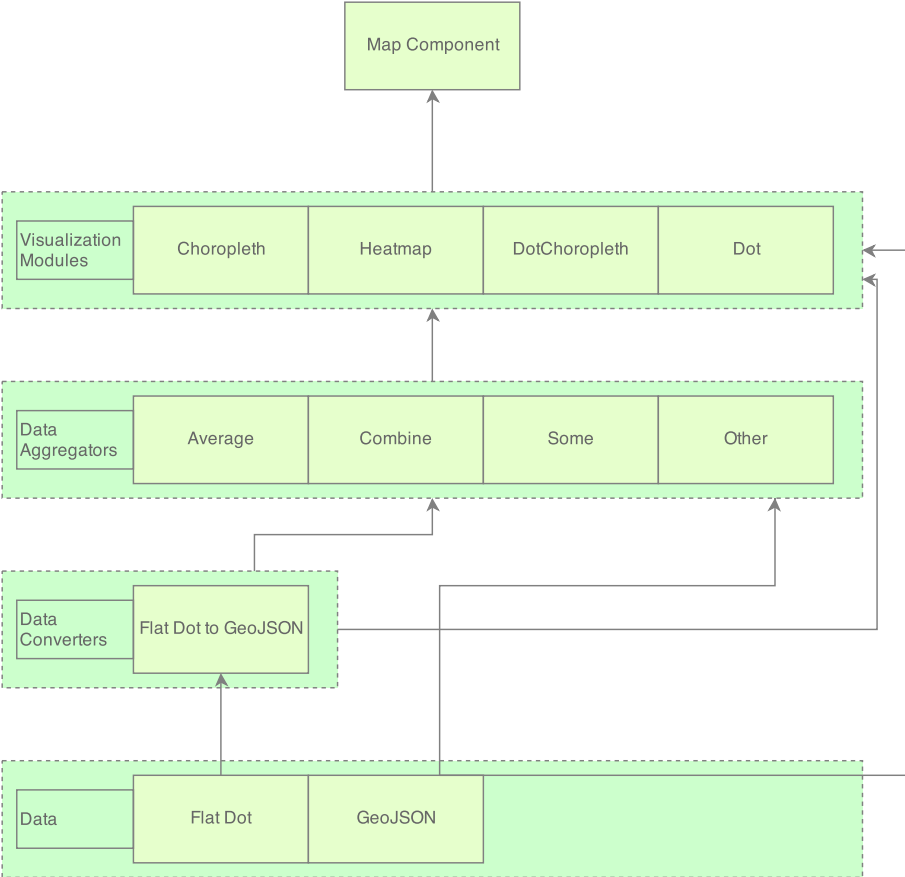 Map Component
Visualization
Modules
Choropleth
Heatmap
DotChoropleth
Dot
Data
Aggregators
Average
Combine
Some
Other
Data
Converters
Flat Dot to GeoJSON
Data
Flat Dot
GeoJSON